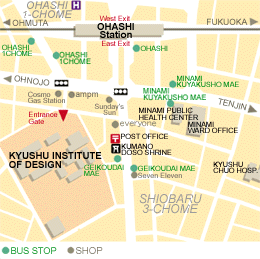 OHASHI
1-CHOME
OHMUTA
West Exit
FUKUOKA
OHASHI
Station
East Exit
OHASHI
1CHOME
OHASHI
1CHOME
OHASHI
OHNOJO
MINAMI
KUYAKUSHO MAE
Cosmo
Gas Station
ampm
Sunday's
Sun
MINAMI
KUYAKUSHO MAE
TENJIN
Entrance
Gate
MINAMI PUBLIC
HEALTH CENTER
everyone
MINAMI
WARD OFFICE
POST OFFICE
KUMANO
DOSO SHRINE
KYUSHU INSTITUTE
OF DESIGN
GEIKOUDAI
MAE
GEIKOUDAI MAE
Seven Eleven
KYUSHU
CHUO HOSP.
SHIOBARU
3-CHOME
BUS STOP
SHOP